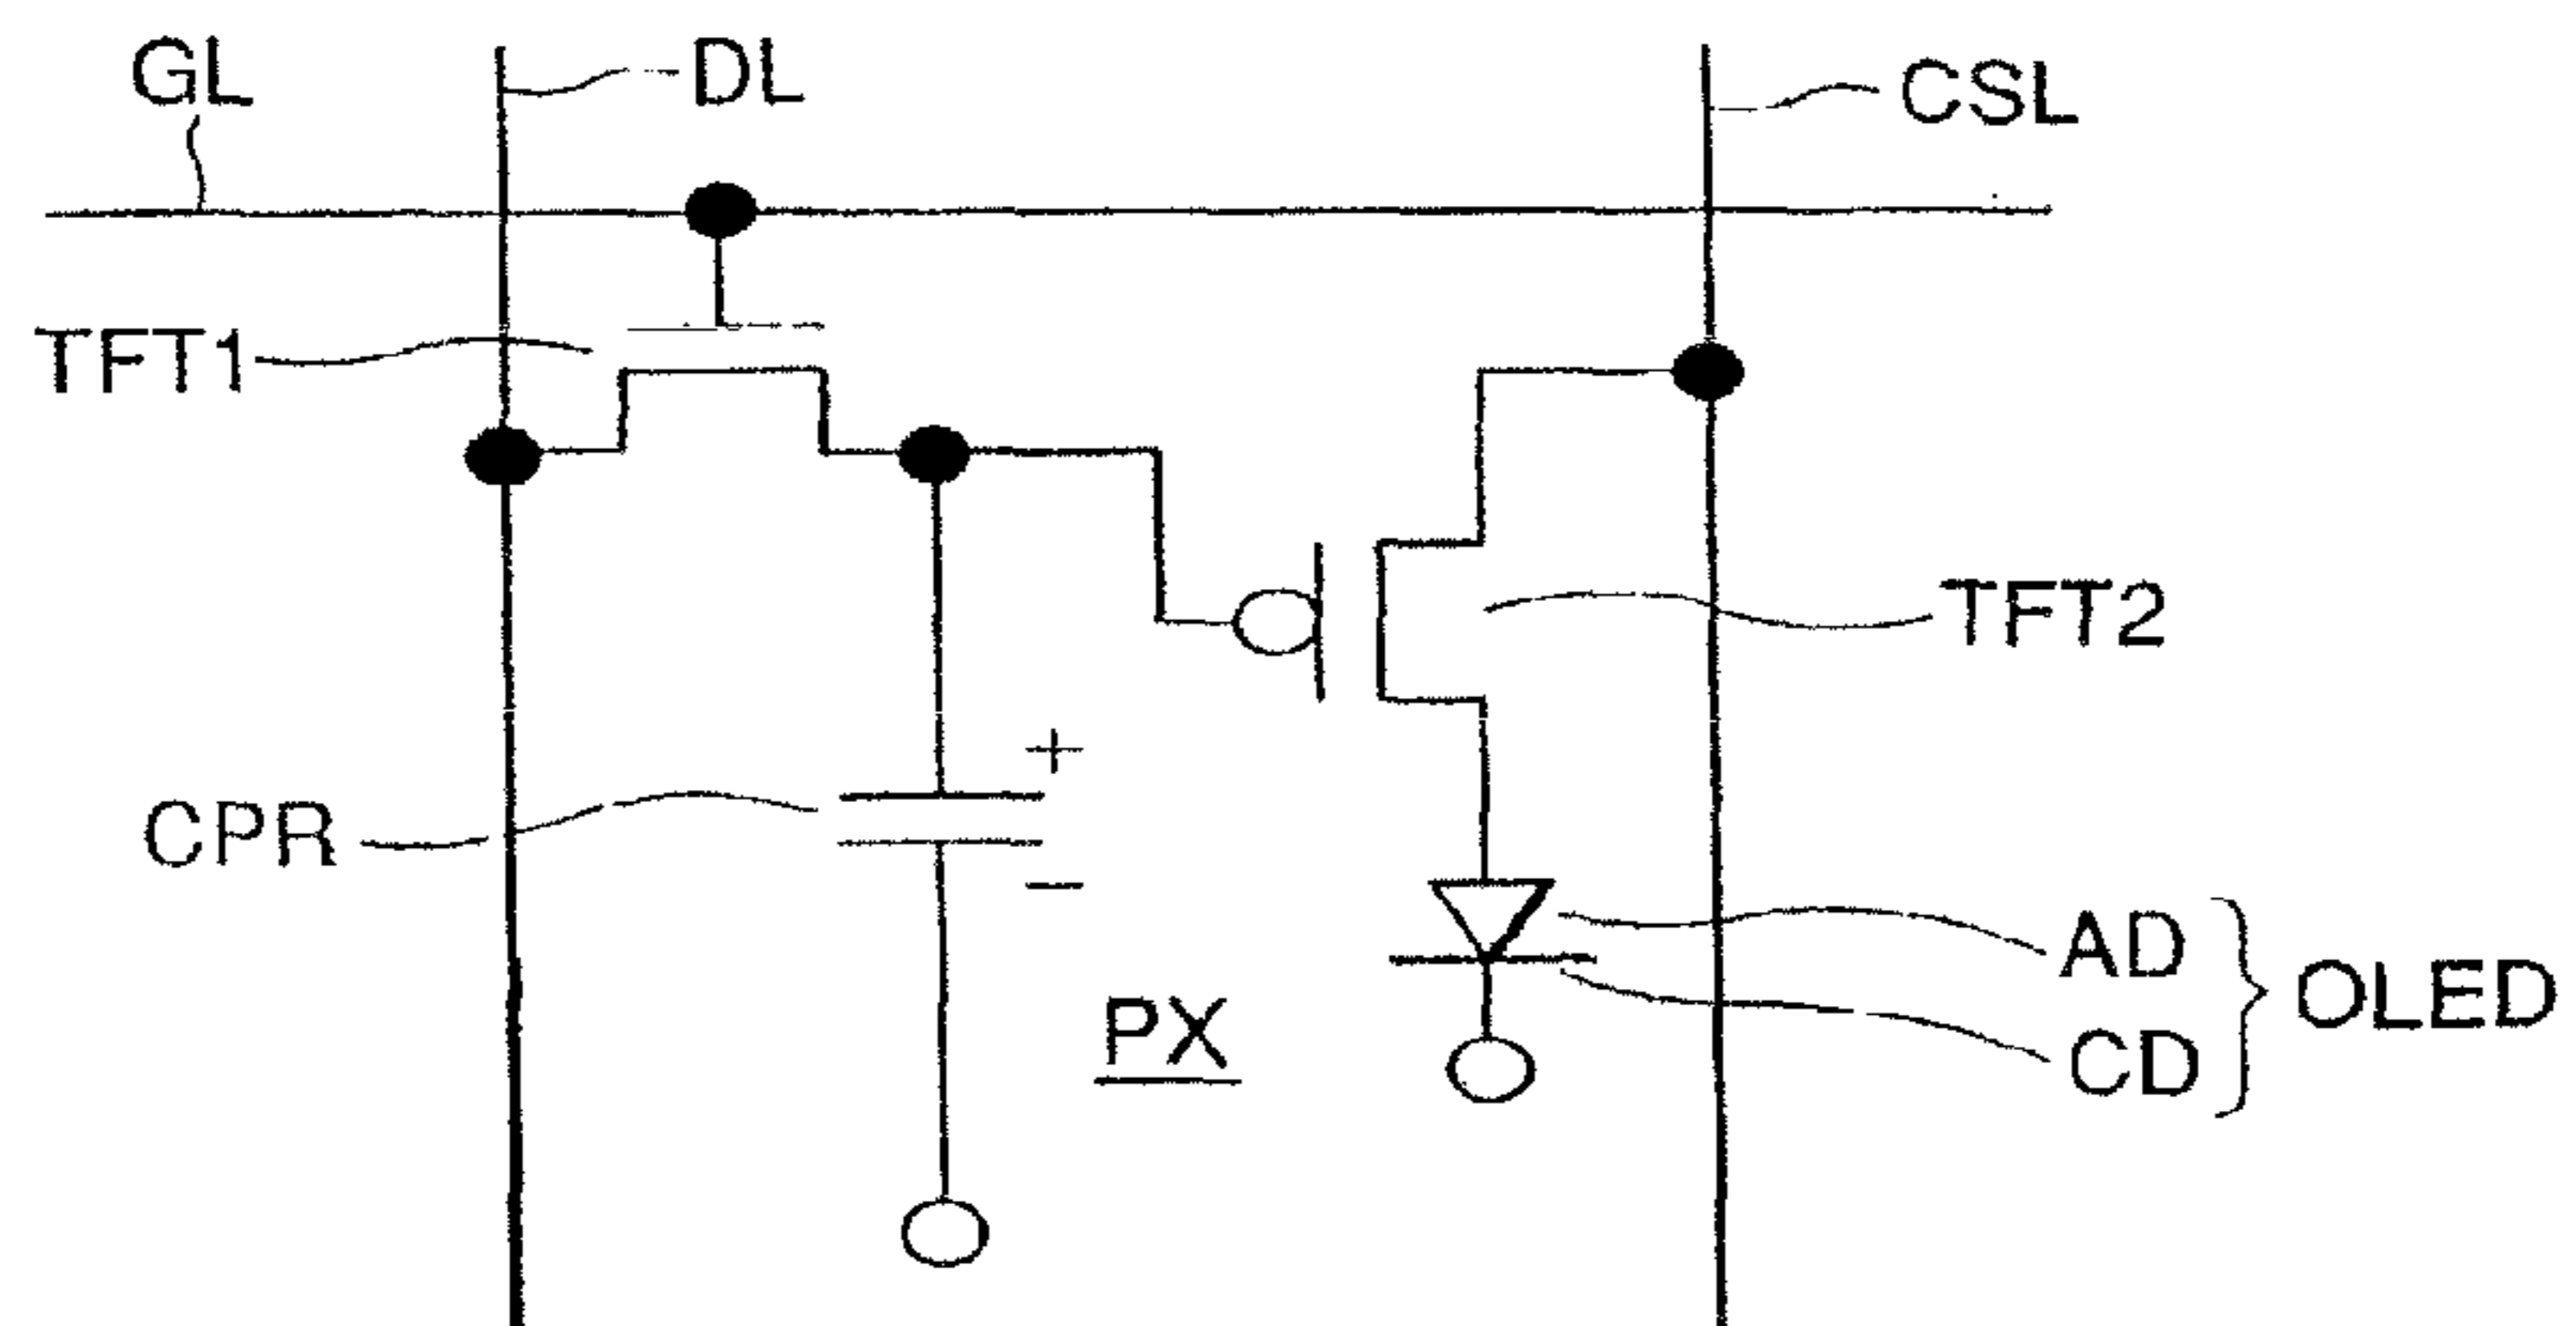 GL
DL
CSL
TFT1
TFT2
+
CPR
−
AD
CD
OLED
PX